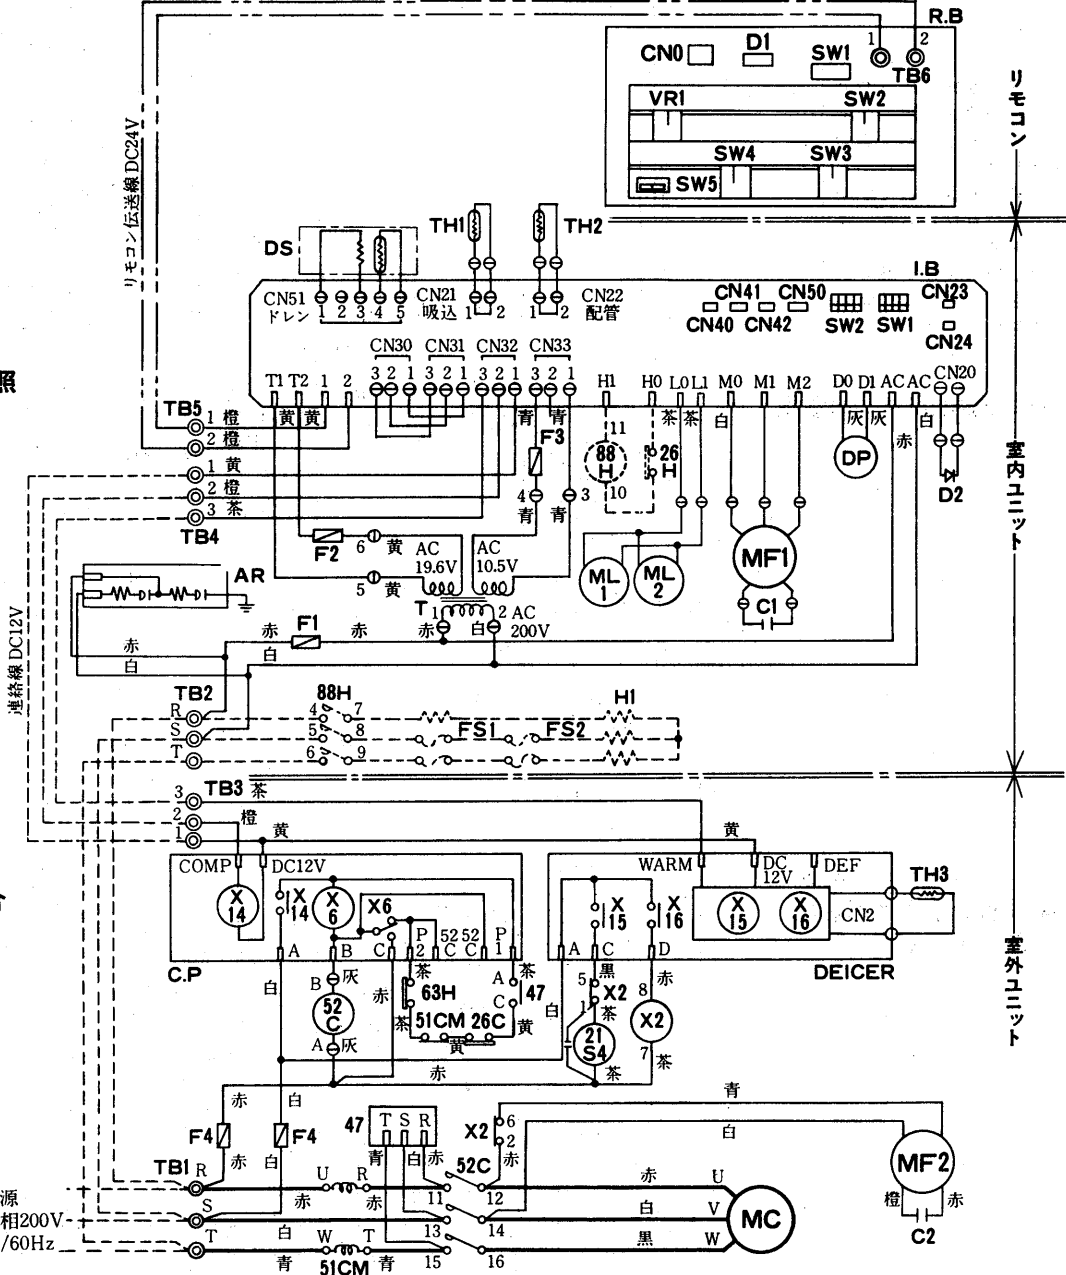 R.B
1 2
CN0 D1 SW1 TB6
VR1 SW2
SW4 SW3
SW5
リモコン
リモコン伝送線DC24V
TH1 TH2
DS
I.B
CN51 CN21 CN22
ドレン 1 2 3 4 5 吸込 1 2 1 2 配管
CN41 CN50 CN23
CN40 CN42 SW2 SW1
CN24
CN30 CN31 CN32 CN33
3 2 1 3 2 1 3 2 1 3 2 1
T1 T2 1 2 H1 H0 L0 L1 M0 M1 M2 D0 D1 AC AC CN20
照
TB5
1 橙 黄 黄 青 青 11 茶 茶 白 灰 灰 赤 白
2 橙 F3 88H 26H DP
1 黄
2 橙 4 3 10 D2
3 茶 青 青
TB4
室内ユニット
F2 6 黄 AC 19.6V AC 10.5V
5 黄
ML1 ML2 MF1
AR
T 1 2 AC 200V
C1
赤 F1 赤 赤 白
赤 白
白
連絡線DC12V
TB2 88H H1
R 4 7
S 5 8 FS1 FS2
T 6 9
TB3
3 茶
2 橙
1 黄 黄
COMP DC12V WARM DC12V DEF
X14 X14 X6 X6 X15 X16 X15 X16 CN2 TH3
A B C P2 52C 52C P1 A C D
C.P DEICER
室外ユニット
白 B 灰 赤 茶 A 茶 白 黒 赤
63H C 47 5 X2 8
52C 茶 51CM 26C 黄 1 茶 X2
A 灰 黄 21S4 7 茶
赤 茶
赤 白 青
F4 F4 47 T S R X2 6 白
2
赤 白 青 白 赤 赤 MF2
TB1 R U R 52C 赤 U 橙 赤
源 赤 赤 11 12
S 白 V MC C2
相200V 白 13 14
T W T 黒 W
/60Hz 青 青 15 16
51CM